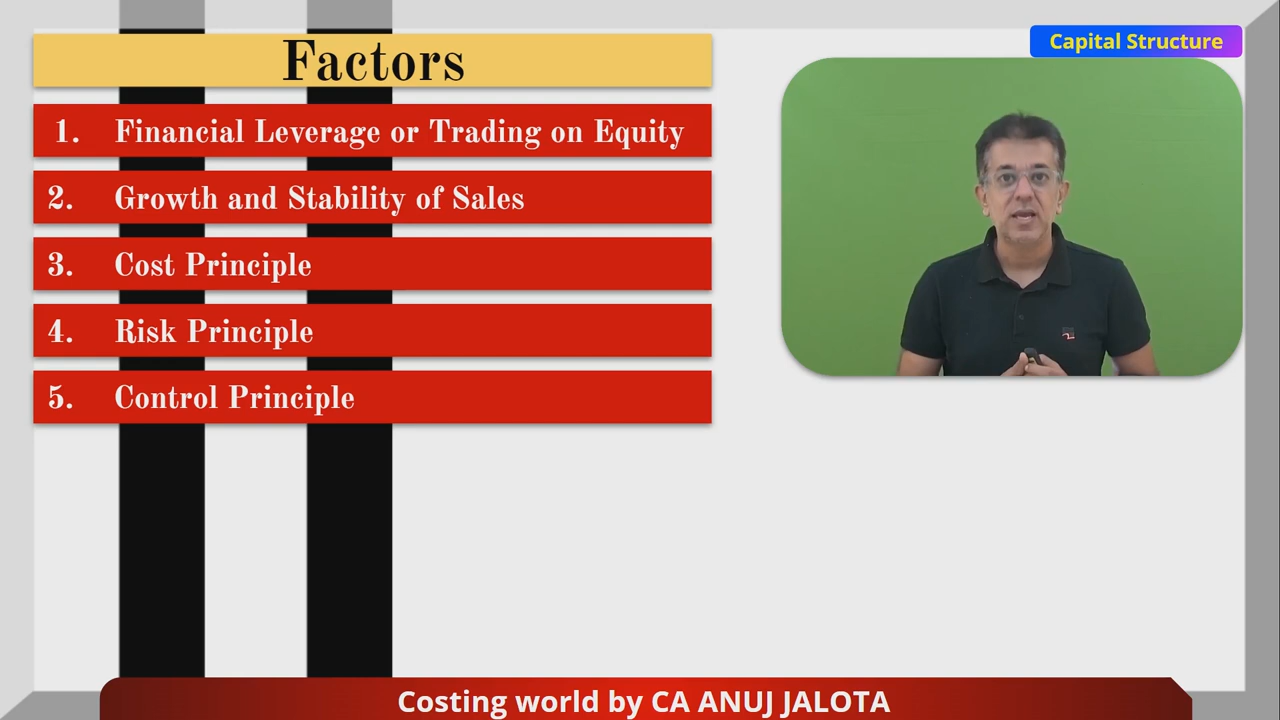 Capital Structure
Factors
1. Financial Leverage or Trading on Equity
2. Growth and Stability of Sales
3. Cost Principle
4. Risk Principle
5. Control Principle
Costing world by CA ANUJ JALOTA